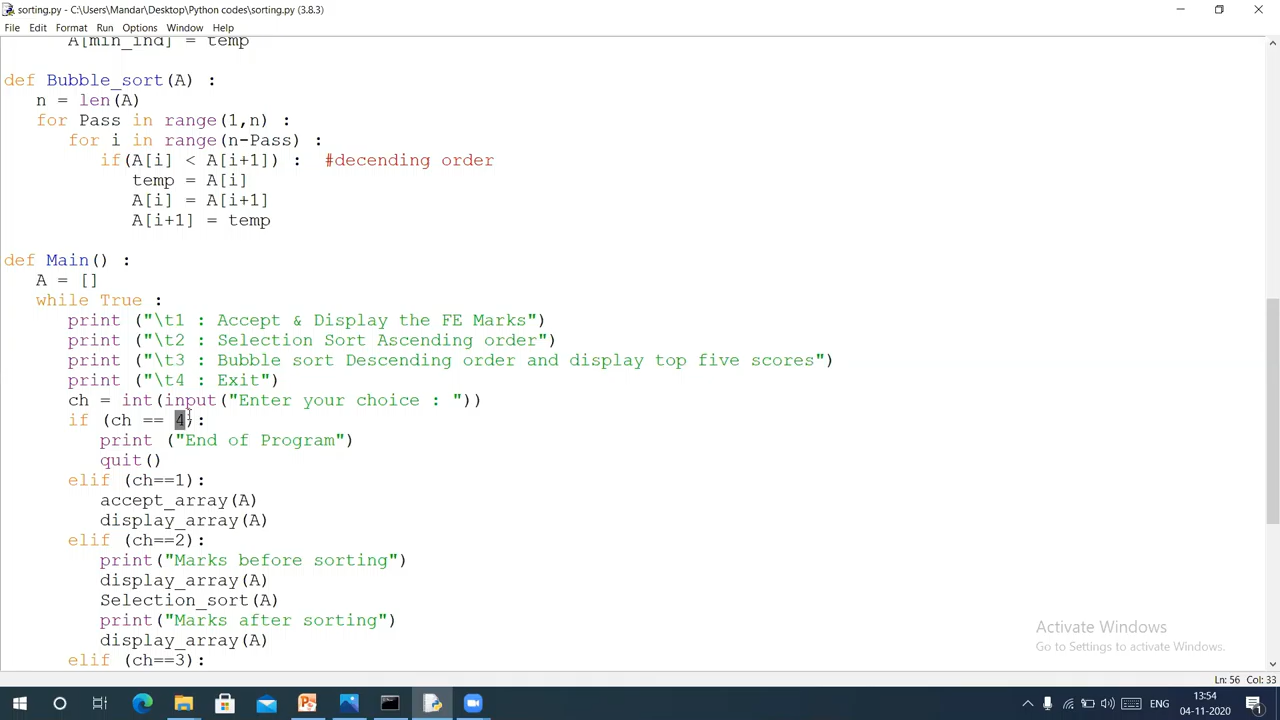 sorting.py - C:\Users\Mandar\Desktop\Python codes\sorting.py (3.8.3)
File Edit Format Run Options Window Help
A[min_ind] = temp
def Bubble_sort(A) :
n = len(A)
for Pass in range(1,n) :
for i in range(n-Pass) :
if(A[i] < A[i+1]) : #decending order
temp = A[i]
A[i] = A[i+1]
A[i+1] = temp
def Main() :
A = []
while True :
print ("\t1 : Accept & Display the FE Marks")
print ("\t2 : Selection Sort Ascending order")
print ("\t3 : Bubble sort Descending order and display top five scores")
print ("\t4 : Exit")
ch = int(input("Enter your choice : "))
if (ch == 4):
print ("End of Program")
quit()
elif (ch==1):
accept_array(A)
display_array(A)
elif (ch==2):
print("Marks before sorting")
display_array(A)
Selection_sort(A)
print("Marks after sorting")
display_array(A)
elif (ch==3):
Activate Windows
Go to Settings to activate Windows.
Ln: 56 Col: 33
ENG
13:54
04-11-2020
1